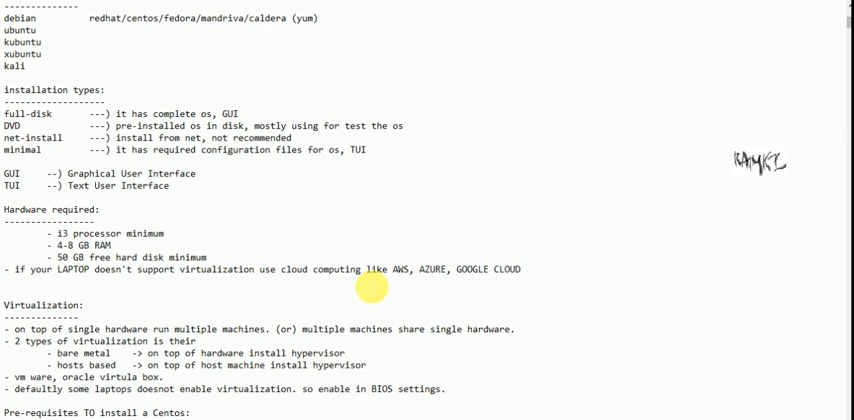 --------------
debian redhat/centos/fedora/mandriva/caldera (yum)
ubuntu
kubuntu
xubuntu
kali
installation types:
-------------------
full-disk ---) it has complete os, GUI
DVD ---) pre-installed os in disk, mostly using for test the os
net-install ---) install from net, not recommended
minimal ---) it has required configuration files for os, TUI
GUI --) Graphical User Interface
TUI --) Text User Interface
Hardware required:
-----------------
- i3 processor minimum
- 4-8 GB RAM
- 50 GB free hard disk minimum
- if your LAPTOP doesn't support virtualization use cloud computing like AWS, AZURE, GOOGLE CLOUD
Virtualization:
--------------
- on top of single hardware run multiple machines. (or) multiple machines share single hardware.
- 2 types of virtualization is their
- bare metal -> on top of hardware install hypervisor
- hosts based -> on top of host machine install hypervisor
- vm ware, oracle virtula box.
- defaultly some laptops doesnot enable virtualization. so enable in BIOS settings.
Pre-requisites TO install a Centos: